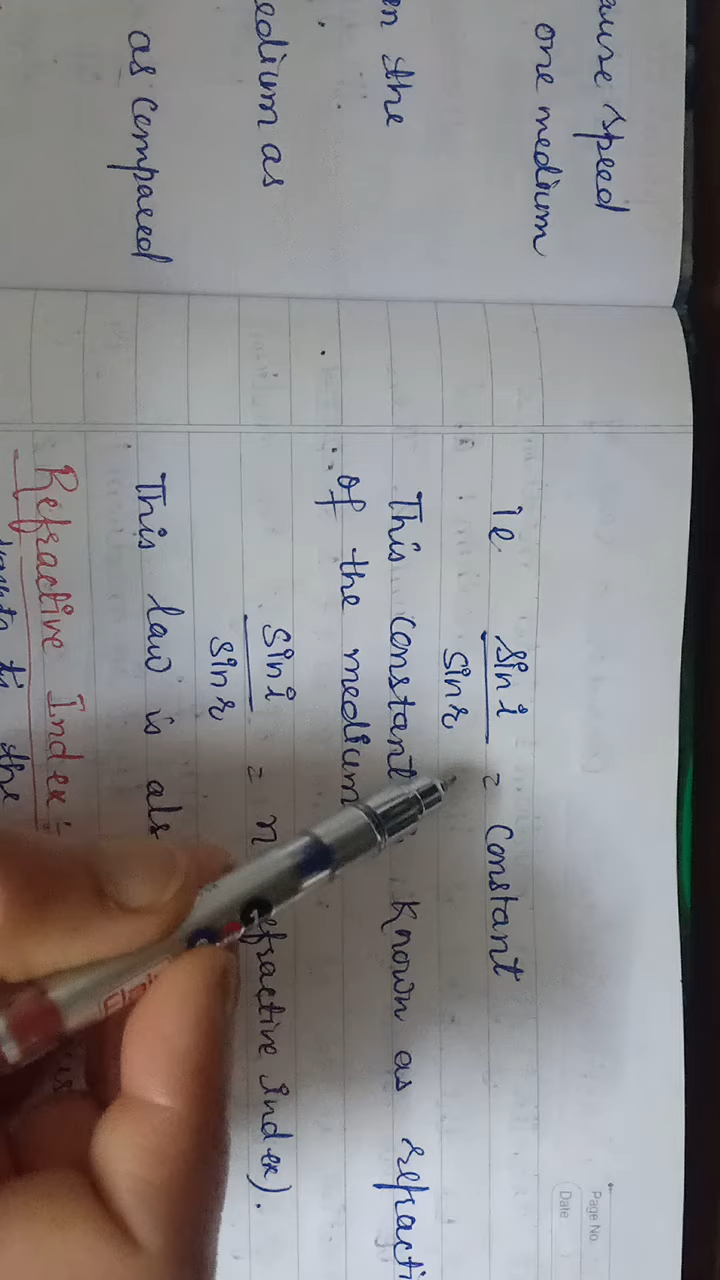 ause speed
one medium
en the
edium as
as compared
Page No.
Date
ie sin i / sin r = constant
This constant known as refracti
of the medium
sin i / sin r = n efractive index).
This law is als
Refractive Index:-
the